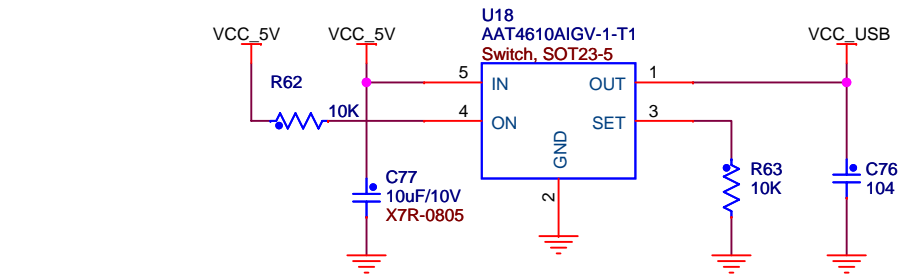 U18
AAT4610AIGV-1-T1
Switch, SOT23-5
VCC_5V
VCC_5V
VCC_USB
5
IN
OUT
1
R62
10K
4
ON
SET
3
GND
2
C77
10uF/10V
X7R-0805
R63
10K
C76
104